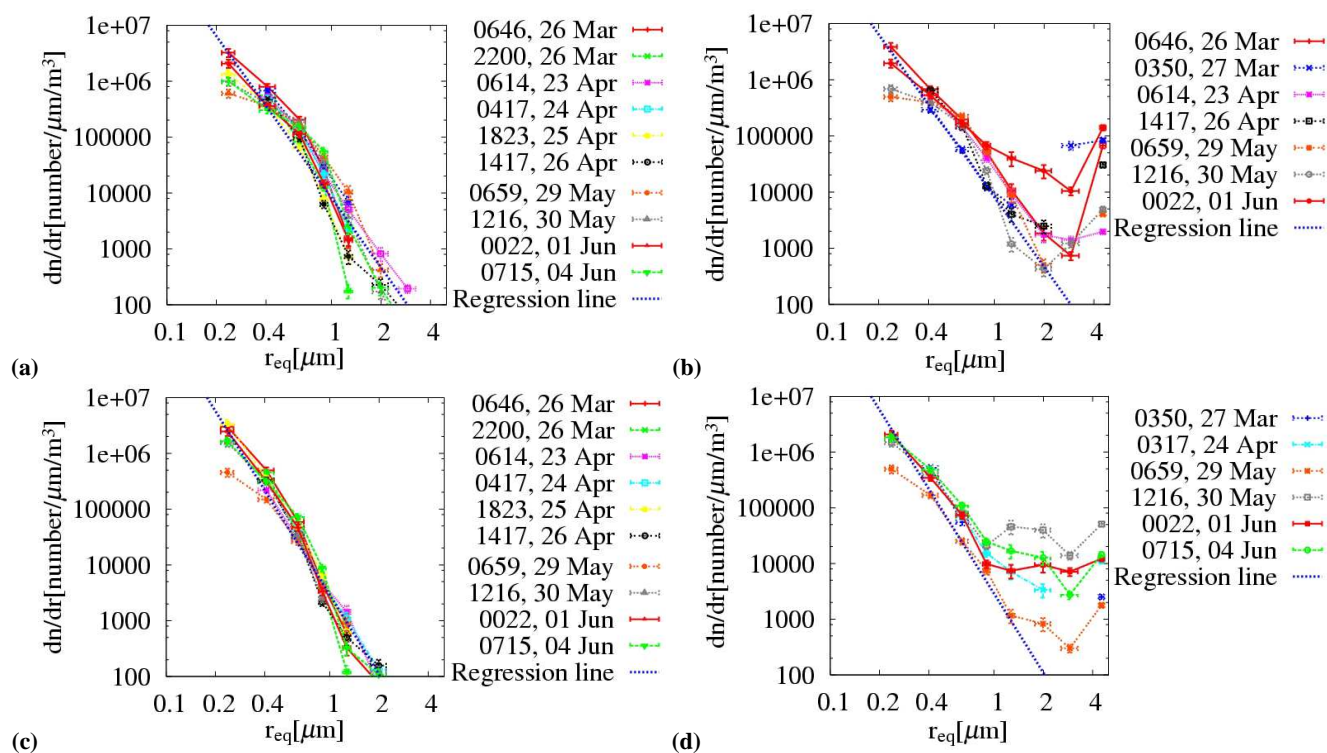 1e+07
1e+06
100000
10000
1000
100
dn/dr[number/μm/m³]
0.1 0.2 0.4 1 2 4
r_eq[μm]
0646, 26 Mar
2200, 26 Mar
0614, 23 Apr
0417, 24 Apr
1823, 25 Apr
1417, 26 Apr
0659, 29 May
1216, 30 May
0022, 01 Jun
0715, 04 Jun
Regression line
(a)
1e+07
1e+06
100000
10000
1000
100
dn/dr[number/μm/m³]
0.1 0.2 0.4 1 2 4
r_eq[μm]
0646, 26 Mar
0350, 27 Mar
0614, 23 Apr
1417, 26 Apr
0659, 29 May
1216, 30 May
0022, 01 Jun
Regression line
(b)
1e+07
1e+06
100000
10000
1000
100
dn/dr[number/μm/m³]
0.1 0.2 0.4 1 2 4
r_eq[μm]
0646, 26 Mar
2200, 26 Mar
0614, 23 Apr
0417, 24 Apr
1823, 25 Apr
1417, 26 Apr
0659, 29 May
1216, 30 May
0022, 01 Jun
0715, 04 Jun
Regression line
(c)
1e+07
1e+06
100000
10000
1000
100
dn/dr[number/μm/m³]
0.1 0.2 0.4 1 2 4
r_eq[μm]
0350, 27 Mar
0317, 24 Apr
0659, 29 May
1216, 30 May
0022, 01 Jun
0715, 04 Jun
Regression line
(d)